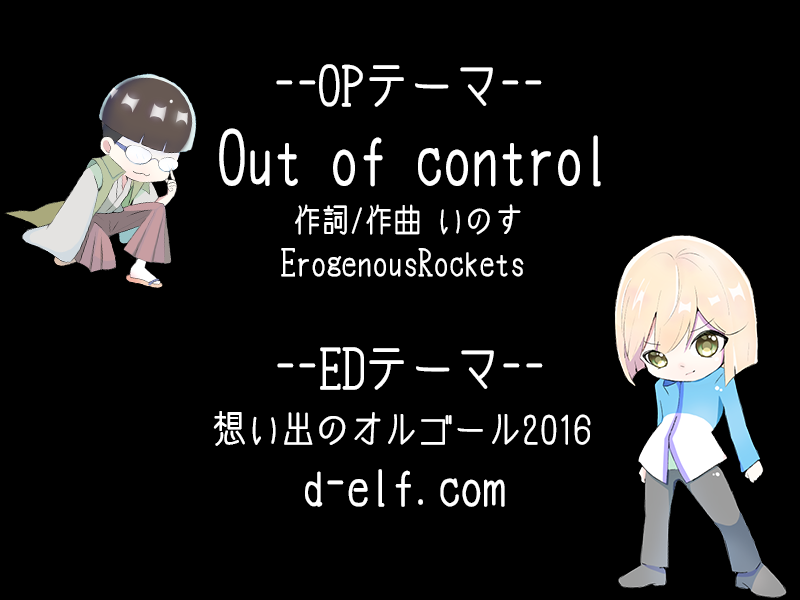 --OPテーマ--
Out of control
作詞/作曲 いのす
ErogenousRockets
--EDテーマ--
想い出のオルゴール2016
d-elf.com